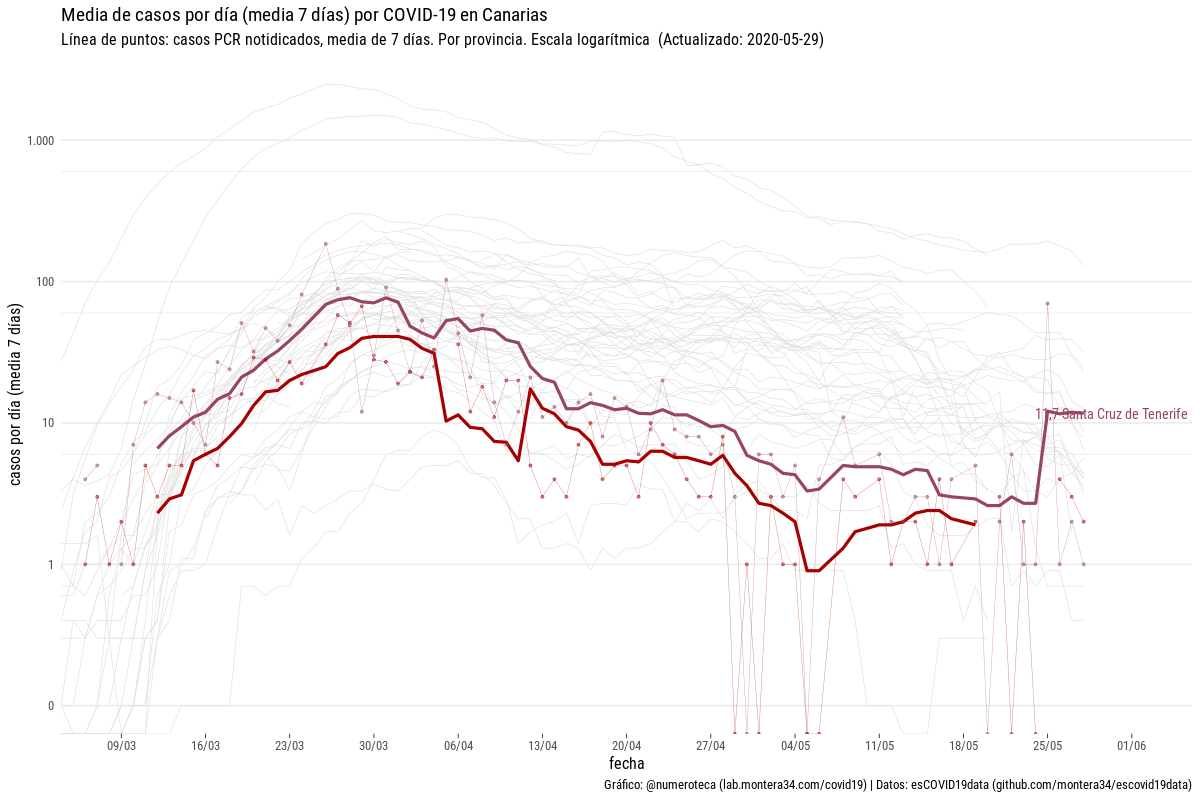 Media de casos por día (media 7 días) por COVID-19 en Canarias
Línea de puntos: casos PCR notidicados, media de 7 días. Por provincia. Escala logarítmica (Actualizado: 2020-05-29)
casos por día (media 7 días)
1.000
100
10
1
0
11,7 Santa Cruz de Tenerife
09/03 16/03 23/03 30/03 06/04 13/04 20/04 27/04 04/05 11/05 18/05 25/05 01/06
fecha
Gráfico: @numeroteca (lab.montera34.com/covid19) | Datos: esCOVID19data (github.com/montera34/escovid19data)